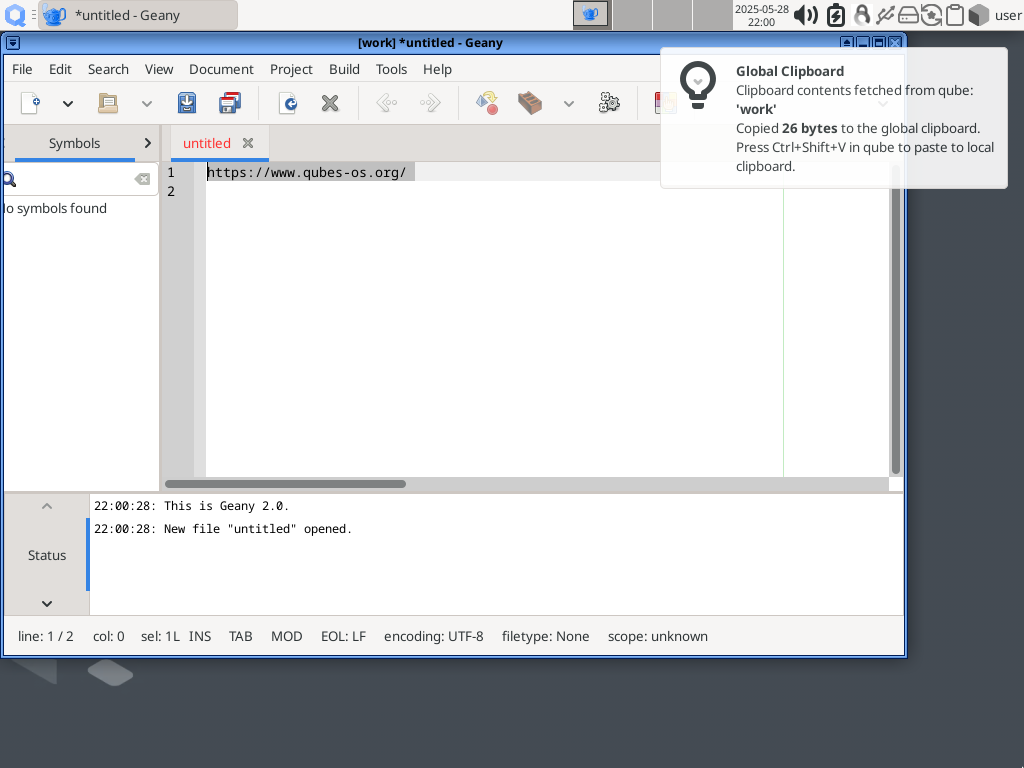 *untitled - Geany
2025-05-28
22:00
user
[work] *untitled - Geany
File Edit Search View Document Project Build Tools Help
Global Clipboard
Clipboard contents fetched from qube:
'work'
Copied 26 bytes to the global clipboard.
Press Ctrl+Shift+V in qube to paste to local
clipboard.
Symbols
untitled
1 https://www.qubes-os.org/
2
lo symbols found
22:00:28: This is Geany 2.0.
22:00:28: New file "untitled" opened.
Status
line: 1 / 2 col: 0 sel: 1L INS TAB MOD EOL: LF encoding: UTF-8 filetype: None scope: unknown